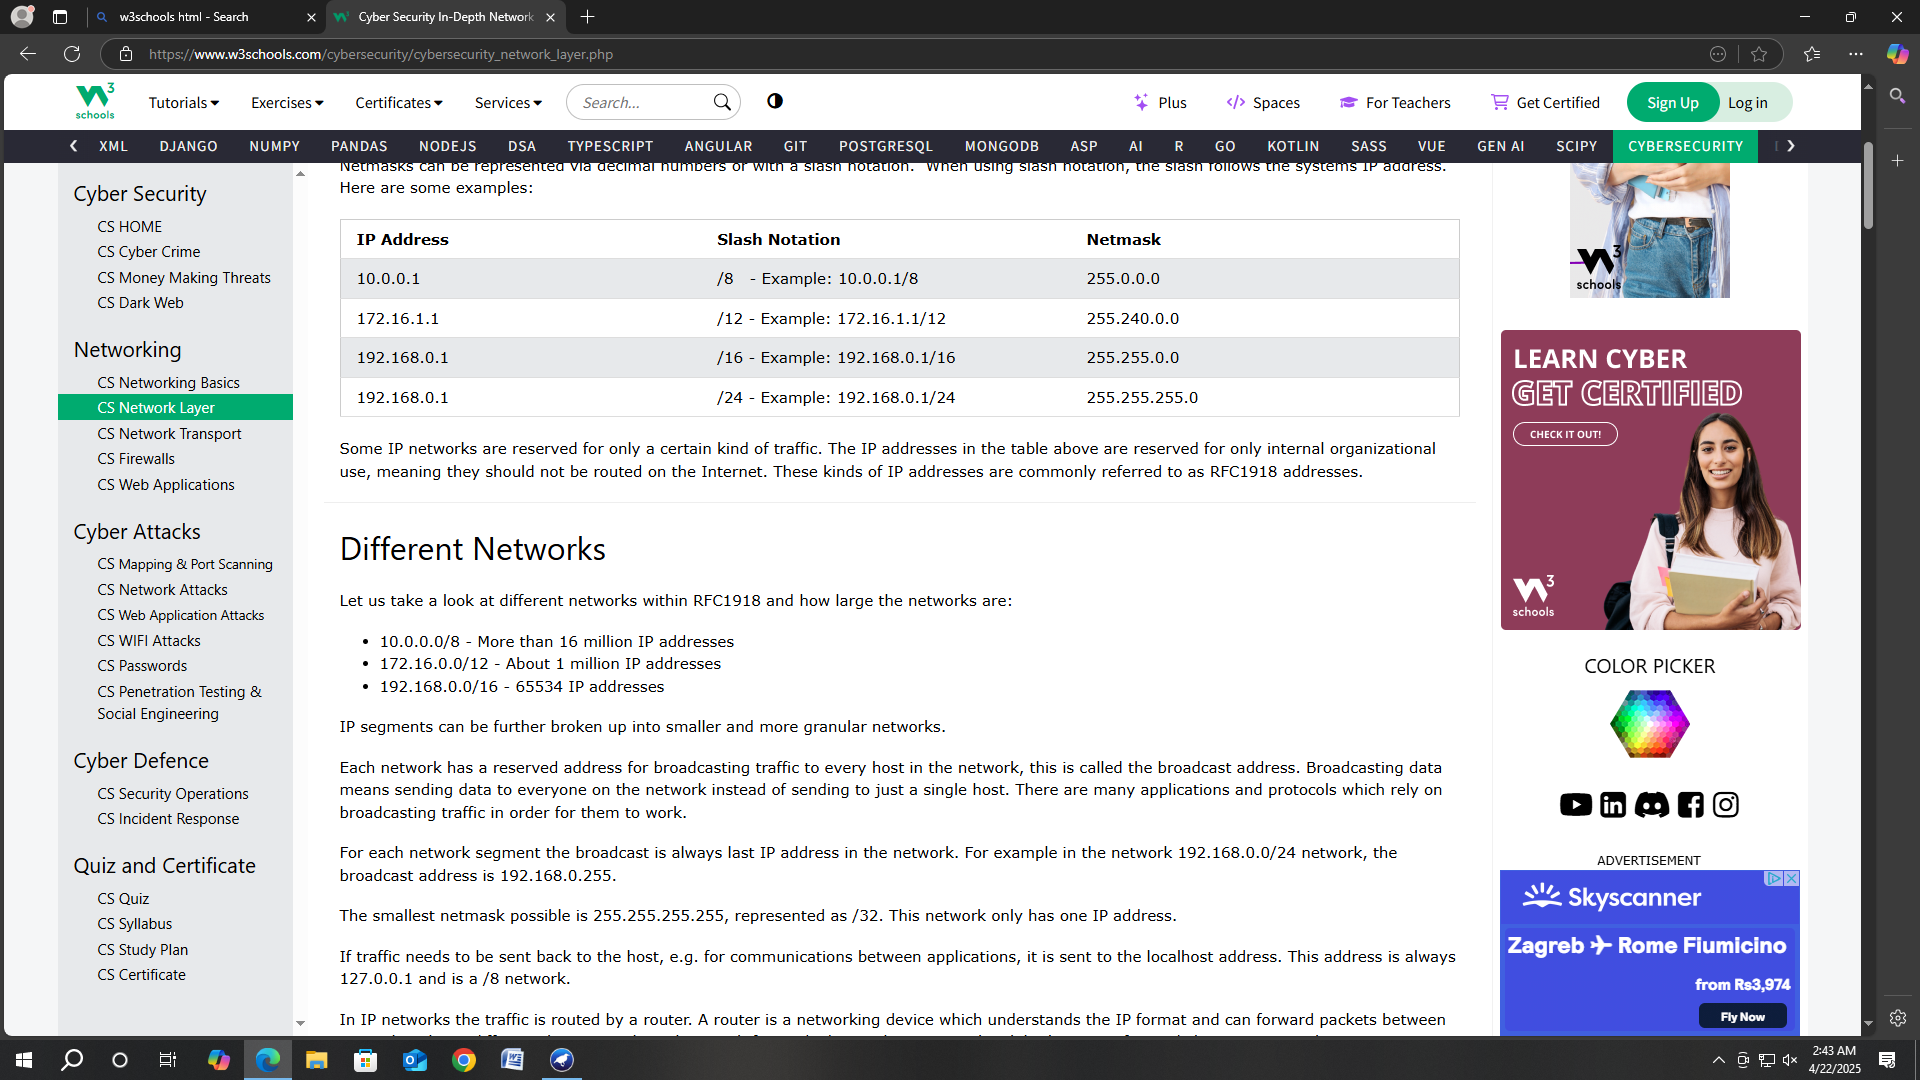 w3schools html - Search
Cyber Security In-Depth Network
https://www.w3schools.com/cybersecurity/cybersecurity_network_layer.php
W3 schools
Tutorials
Exercises
Certificates
Services
Search...
Plus
Spaces
For Teachers
Get Certified
Sign Up
Log in
XML DJANGO NUMPY PANDAS NODEJS DSA TYPESCRIPT ANGULAR GIT POSTGRESQL MONGODB ASP AI R GO KOTLIN SASS VUE GEN AI SCIPY CYBERSECURITY
Cyber Security
CS HOME
CS Cyber Crime
CS Money Making Threats
CS Dark Web
Networking
CS Networking Basics
CS Network Layer
CS Network Transport
CS Firewalls
CS Web Applications
Cyber Attacks
CS Mapping & Port Scanning
CS Network Attacks
CS Web Application Attacks
CS WIFI Attacks
CS Passwords
CS Penetration Testing &
Social Engineering
Cyber Defence
CS Security Operations
CS Incident Response
Quiz and Certificate
CS Quiz
CS Syllabus
CS Study Plan
CS Certificate
Netmasks can be represented via decimal numbers or with a slash notation. When using slash notation, the slash follows the systems IP address.
Here are some examples:
IP Address Slash Notation Netmask
10.0.0.1 /8 - Example: 10.0.0.1/8 255.0.0.0
172.16.1.1 /12 - Example: 172.16.1.1/12 255.240.0.0
192.168.0.1 /16 - Example: 192.168.0.1/16 255.255.0.0
192.168.0.1 /24 - Example: 192.168.0.1/24 255.255.255.0
Some IP networks are reserved for only a certain kind of traffic. The IP addresses in the table above are reserved for only internal organizational
use, meaning they should not be routed on the Internet. These kinds of IP addresses are commonly referred to as RFC1918 addresses.
Different Networks
Let us take a look at different networks within RFC1918 and how large the networks are:
• 10.0.0.0/8 - More than 16 million IP addresses
• 172.16.0.0/12 - About 1 million IP addresses
• 192.168.0.0/16 - 65534 IP addresses
IP segments can be further broken up into smaller and more granular networks.
Each network has a reserved address for broadcasting traffic to every host in the network, this is called the broadcast address. Broadcasting data
means sending data to everyone on the network instead of sending to just a single host. There are many applications and protocols which rely on
broadcasting traffic in order for them to work.
For each network segment the broadcast is always last IP address in the network. For example in the network 192.168.0.0/24 network, the
broadcast address is 192.168.0.255.
The smallest netmask possible is 255.255.255.255, represented as /32. This network only has one IP address.
If traffic needs to be sent back to the host, e.g. for communications between applications, it is sent to the localhost address. This address is always
127.0.0.1 and is a /8 network.
In IP networks the traffic is routed by a router. A router is a networking device which understands the IP format and can forward packets between
W3 schools
LEARN CYBER
GET CERTIFIED
CHECK IT OUT!
W3 schools
COLOR PICKER
ADVERTISEMENT
Skyscanner
Zagreb Rome Fiumicino
from Rs3,974
Fly Now
2:43 AM
4/22/2025